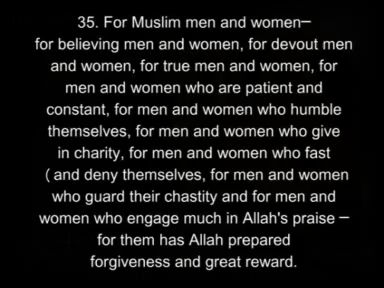 35. For Muslim men and women—
for believing men and women, for devout men
and women, for true men and women, for
men and women who are patient and
constant, for men and women who humble
themselves, for men and women who give
in charity, for men and women who fast
( and deny themselves, for men and women
who guard their chastity and for men and
women who engage much in Allah's praise —
for them has Allah prepared
forgiveness and great reward.